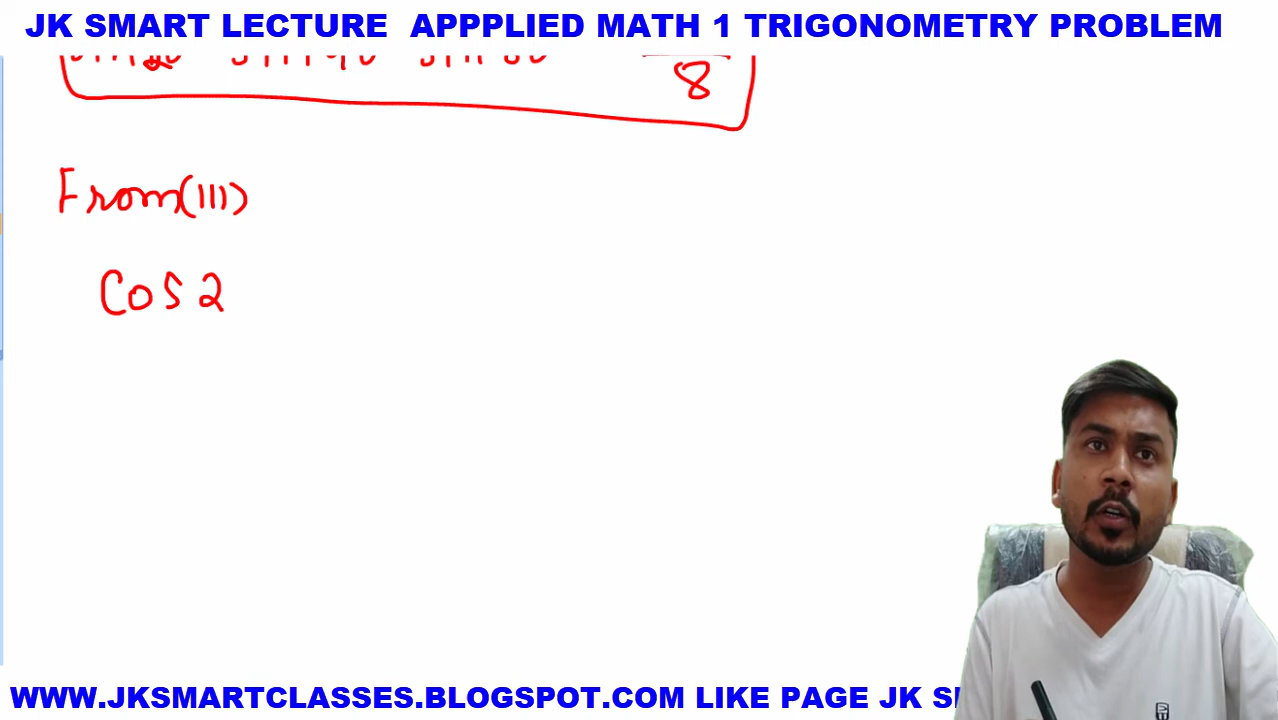 JK SMART LECTURE APPPLIED MATH 1 TRIGONOMETRY PROBLEM
8
From(III)
Cos 2
WWW.JKSMARTCLASSES.BLOGSPOT.COM LIKE PAGE JK